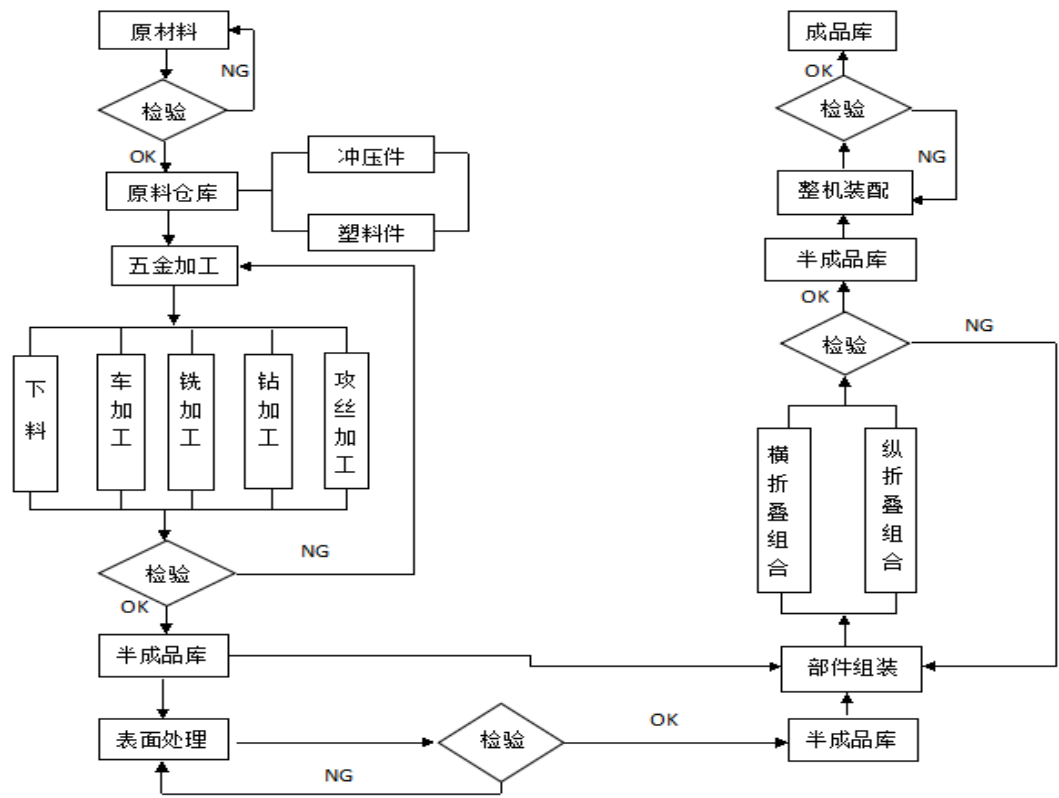 原材料
NG
检验
OK
原料仓库
冲压件
塑料件
五金加工
下料
车加工
铣加工
钻加工
攻丝加工
NG
检验
OK
半成品库
表面处理
检验
NG
OK
半成品库
部件组装
横折叠组合
纵折叠组合
检验
NG
OK
半成品库
整机装配
NG
检验
OK
成品库